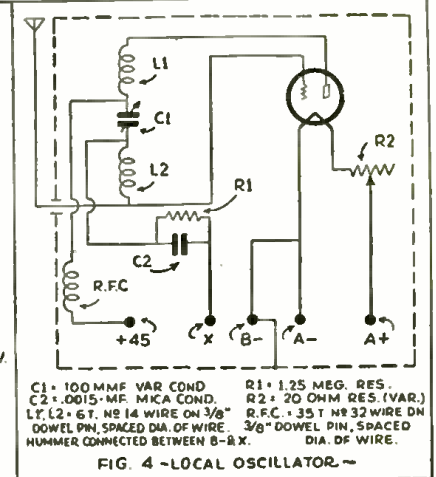 L1
C1
L2
R2
R1
C2
R.F.C
+45
X
B-
A-
A+
C1= 100 MMF VAR COND
C2= .0015-MF. MICA COND.
L1, L2= 6 T. Nº 14 WIRE ON 3/8"
DOWEL PIN, SPACED DIA. OF WIRE.
HUMMER CONNECTED BETWEEN B-&X.
R1= 1.25 MEG. RES.
R2= 20 OHM RES. (VAR.)
R.F.C.= 35 T Nº 32 WIRE ON
3/8" DOWEL PIN, SPACED
DIA. OF WIRE.
FIG. 4 -LOCAL OSCILLATOR~